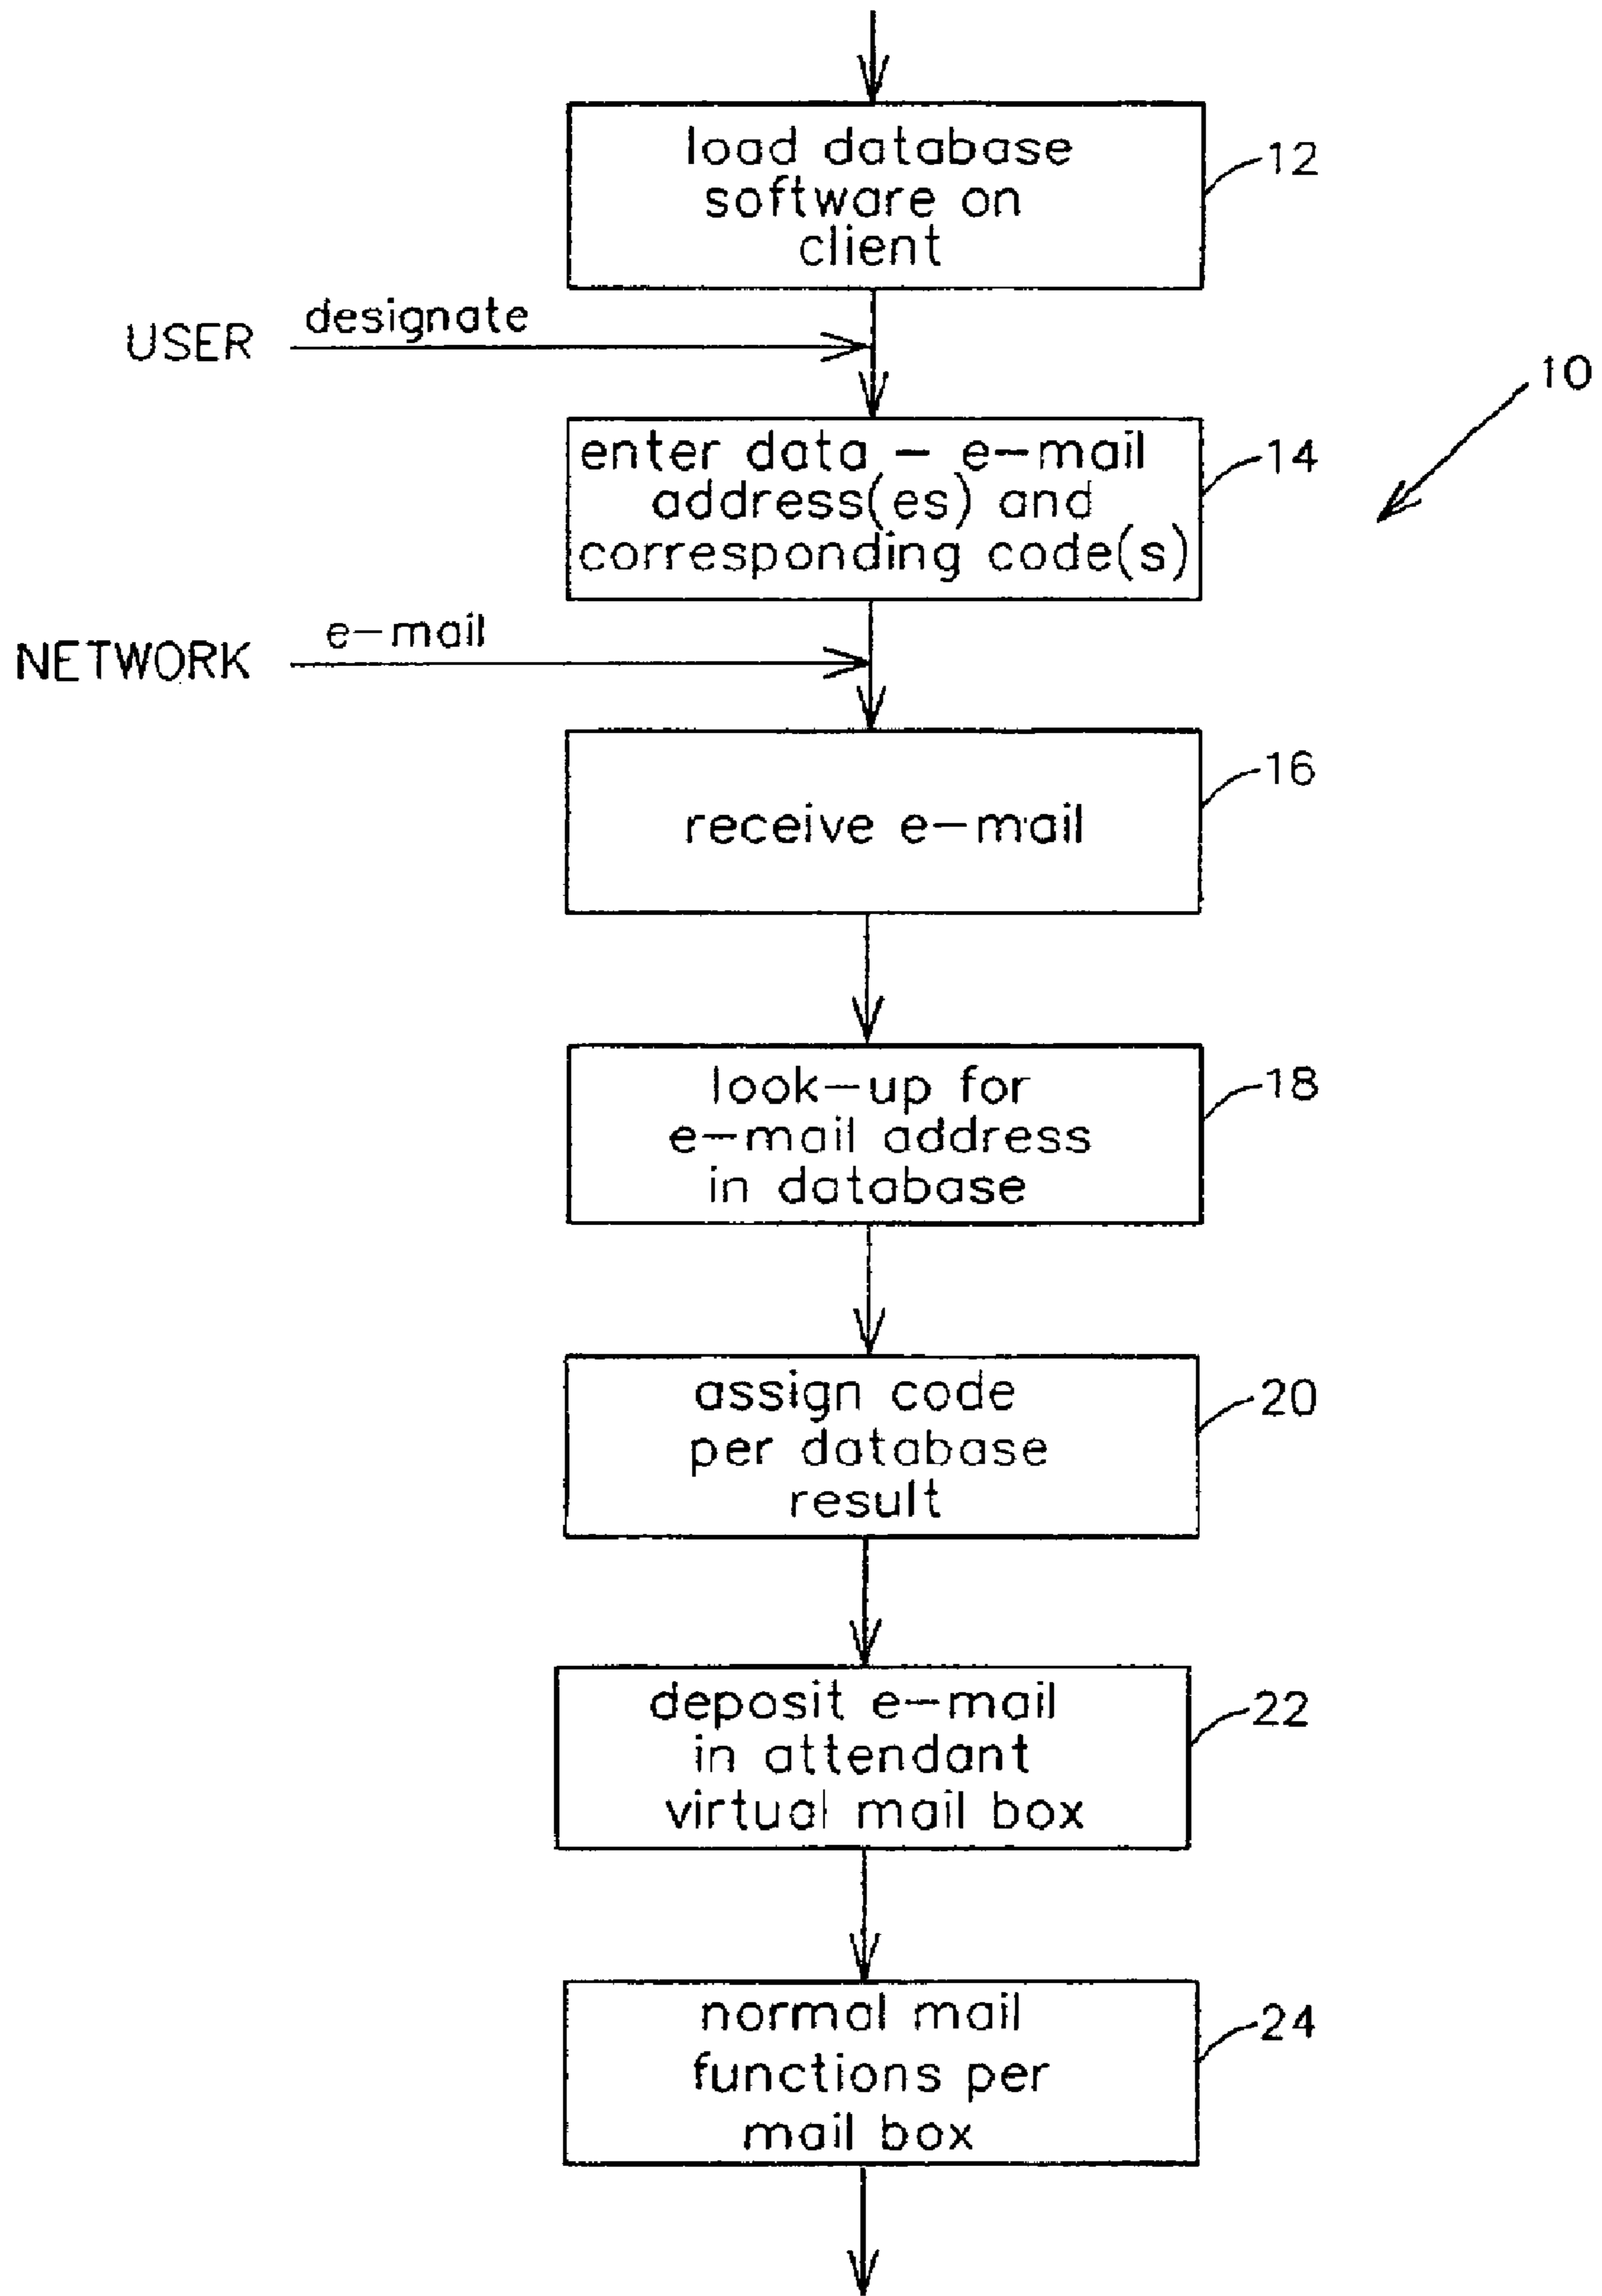 load database
software on
client
12
USER
designate
10
enter data – e–mail
address(es) and
corresponding code(s)
14
NETWORK
e–mail
receive e–mail
16
look–up for
e–mail address
in database
18
assign code
per database
result
20
deposit e–mail
in attendant
virtual mail box
22
normal mail
functions per
mail box
24